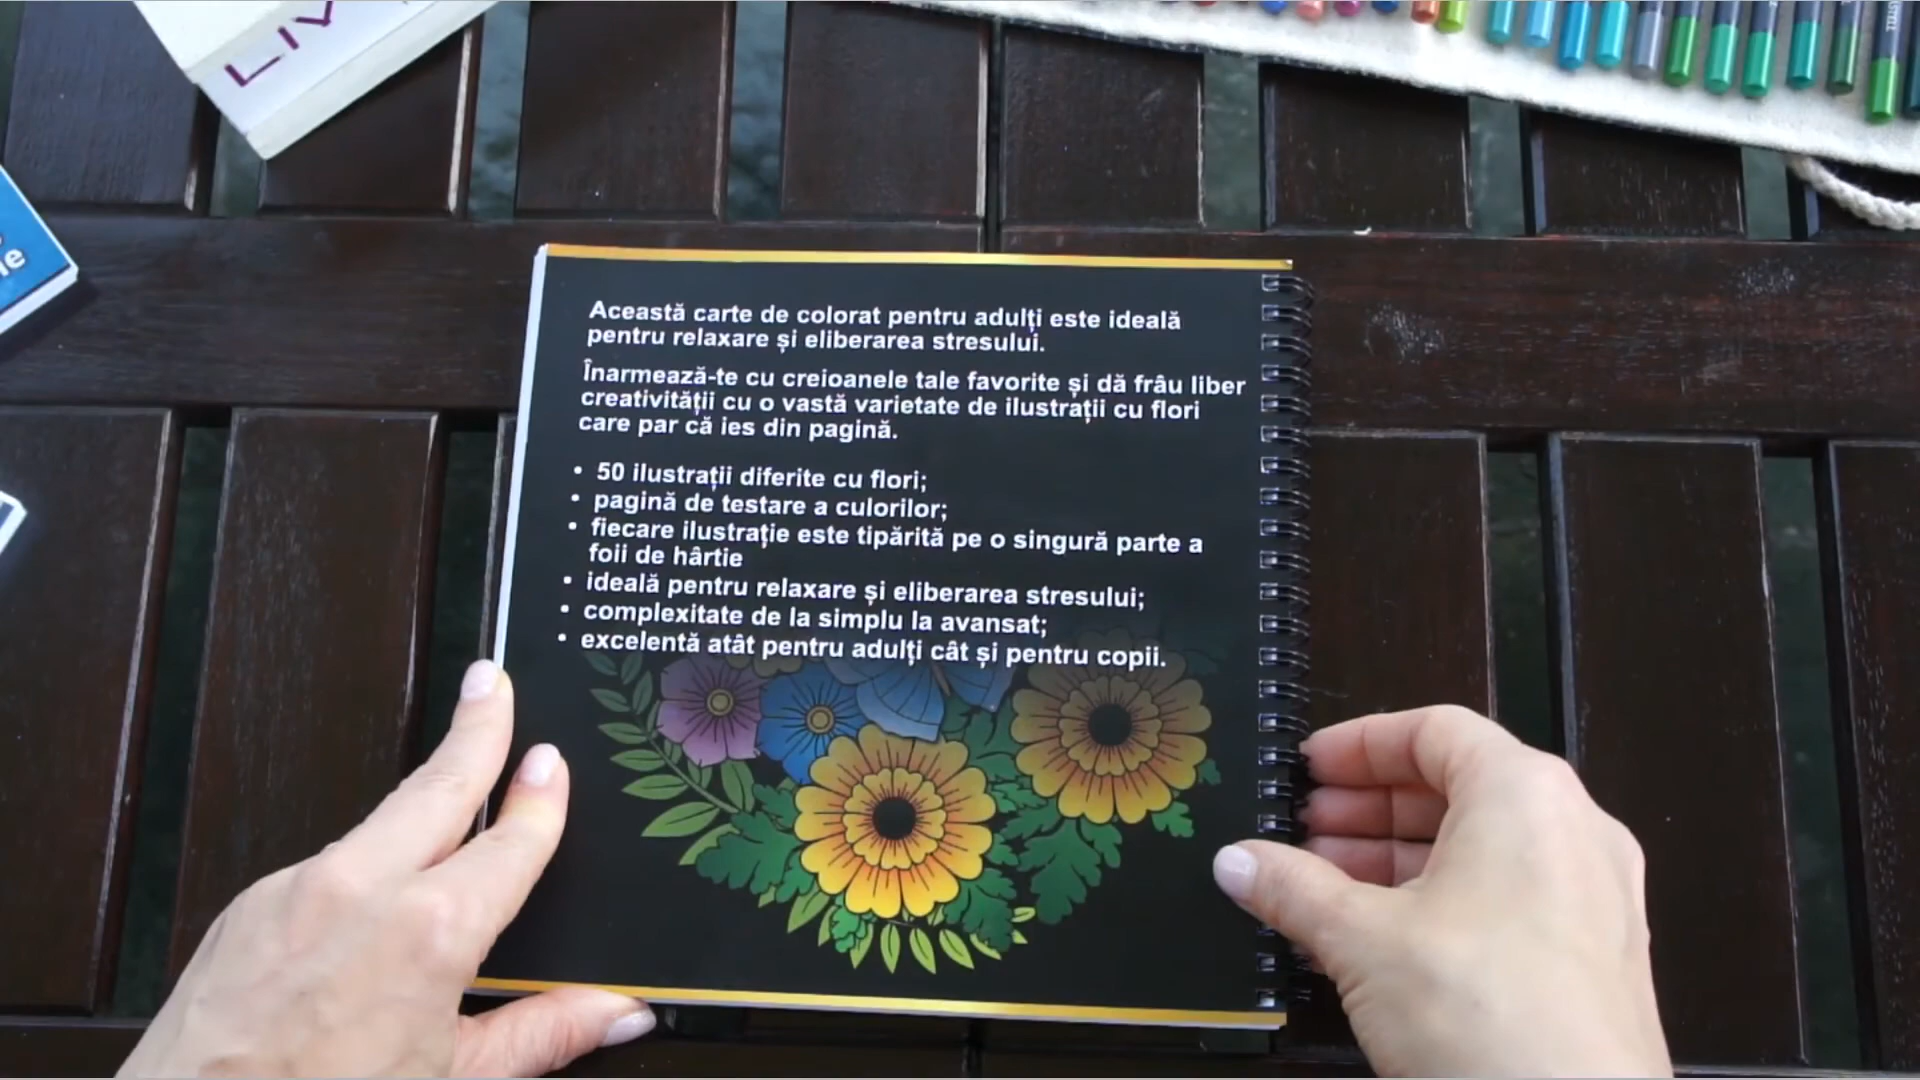 LIV
ie
Această carte de colorat pentru adulți este ideală
pentru relaxare și eliberarea stresului.
Înarmează-te cu creioanele tale favorite și dă frâu liber
creativității cu o vastă varietate de ilustrații cu flori
care par că ies din pagină.
• 50 ilustrații diferite cu flori;
• pagină de testare a culorilor;
• fiecare ilustrație este tipărită pe o singură parte a
foii de hârtie
• ideală pentru relaxare și eliberarea stresului;
• complexitate de la simplu la avansat;
• excelentă atât pentru adulți cât și pentru copii.